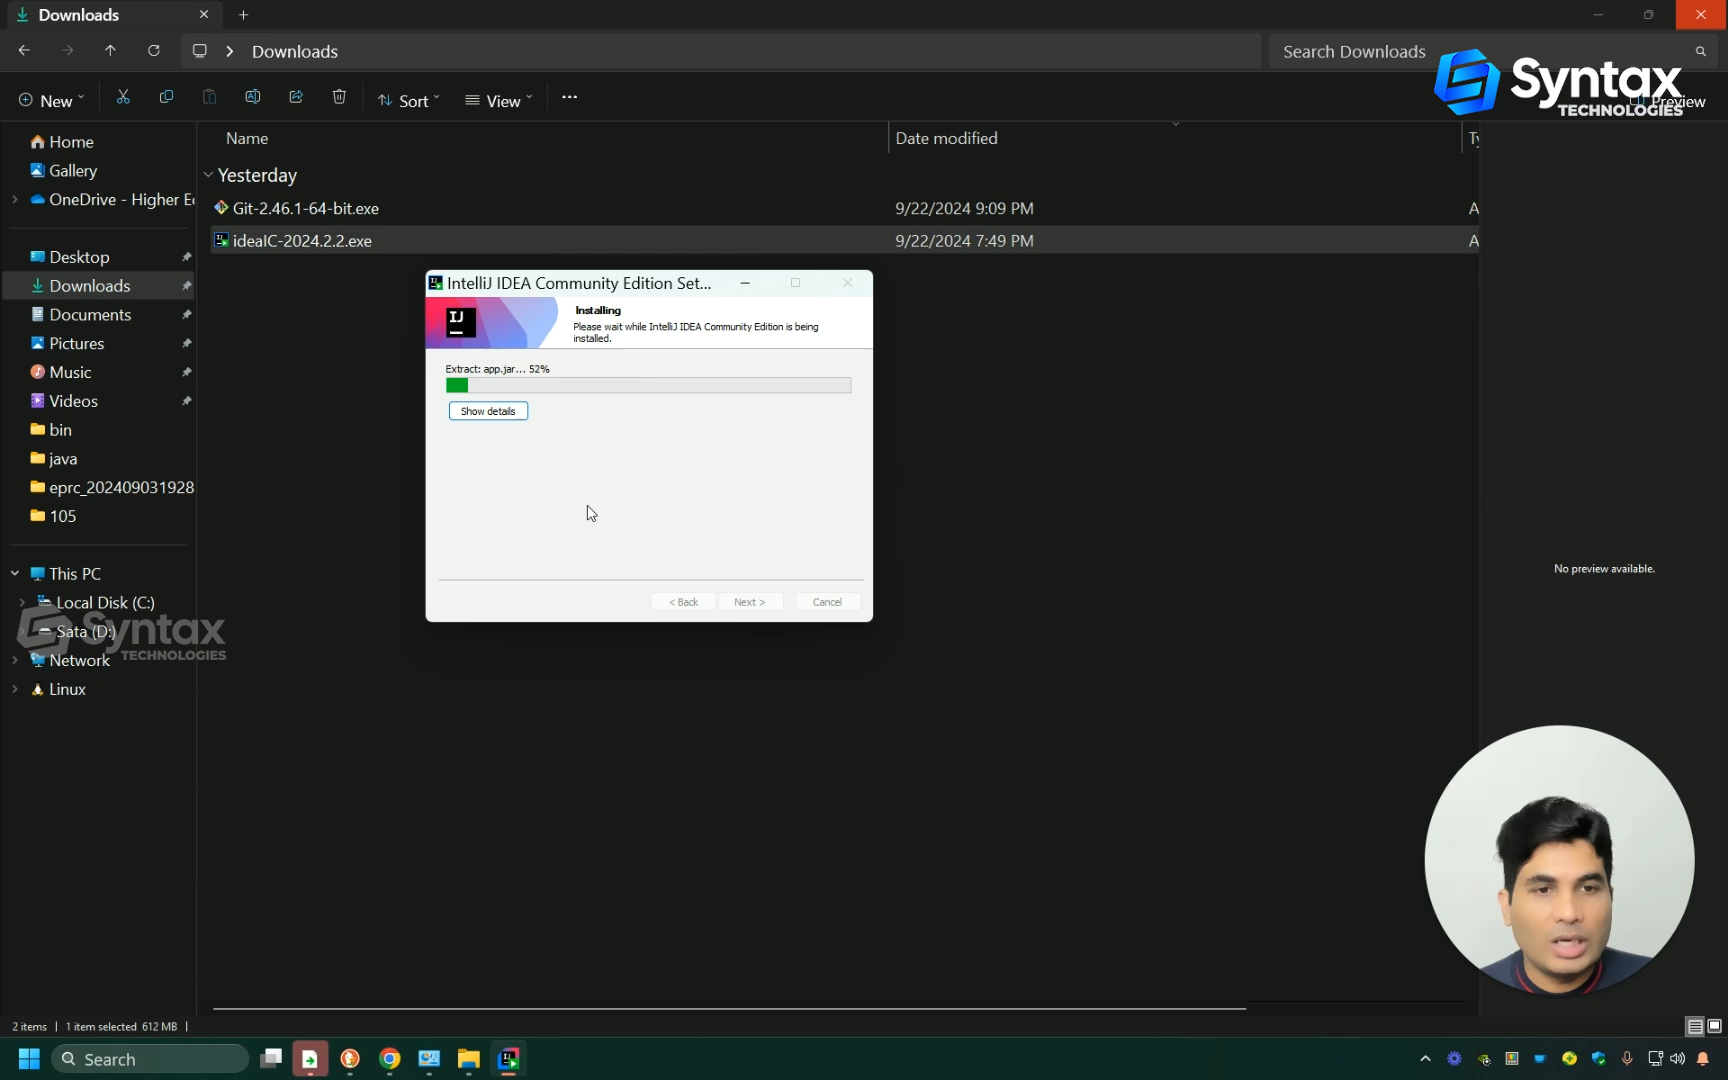 Downloads
Downloads
Search Downloads
Syntax
TECHNOLOGIES
New
Sort
View
Preview
Home
Gallery
OneDrive - Higher E
Desktop
Downloads
Documents
Pictures
Music
Videos
bin
java
eprc_202409031928
105
This PC
Local Disk (C:)
Sata (D:)
Network
Linux
Syntax
TECHNOLOGIES
Name
Date modified
Ty
Yesterday
Git-2.46.1-64-bit.exe
9/22/2024 9:09 PM
A
ideaIC-2024.2.2.exe
9/22/2024 7:49 PM
A
IntelliJ IDEA Community Edition Set...
IJ
Installing
Please wait while IntelliJ IDEA Community Edition is being
installed.
Extract: app.jar... 52%
Show details
< Back
Next >
Cancel
No preview available.
2 items
1 item selected 612 MB
Search